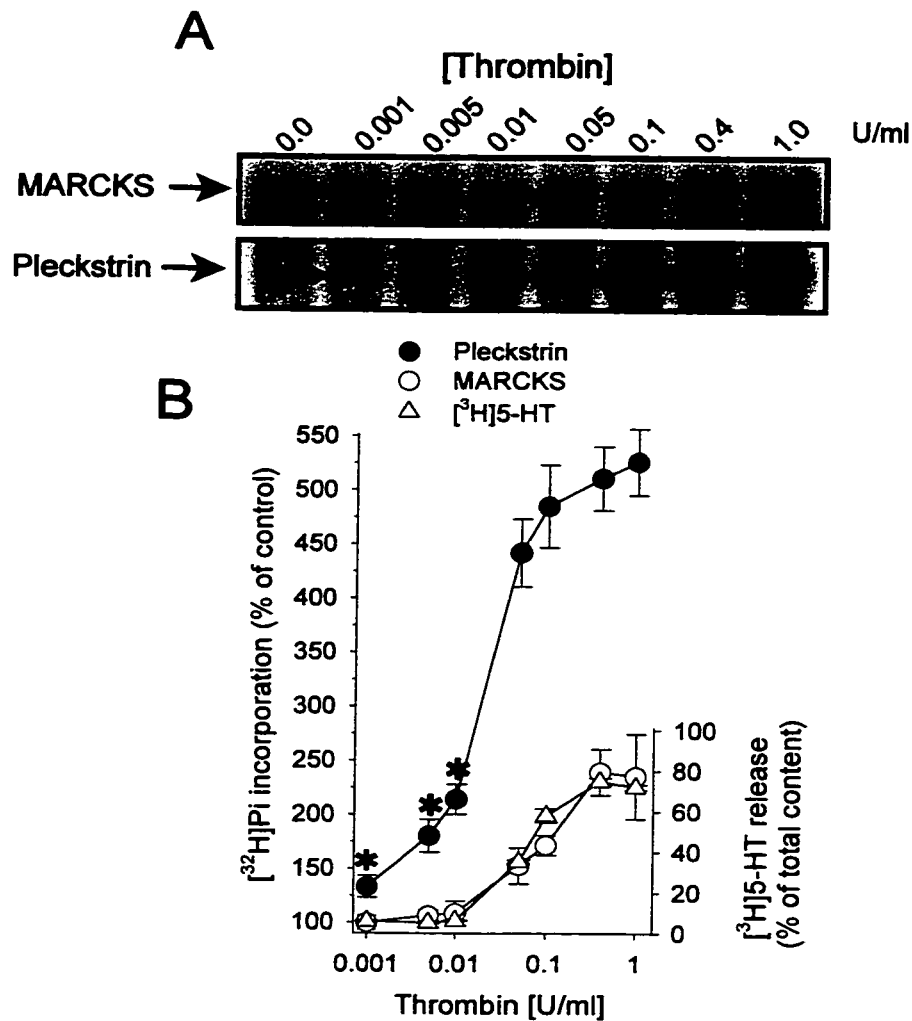 A
[Thrombin]
0.0 0.001 0.005 0.01 0.05 0.1 0.4 1.0 U/ml
MARCKS
Pleckstrin
Pleckstrin
MARCKS
[³H]5-HT
B
550
500
450
400
350
300
250
200
150
100
[³²H]Pi incorporation (% of control)
100
80
60
40
20
0
[³H]5-HT release
(% of total content)
0.001 0.01 0.1 1
Thrombin [U/ml]